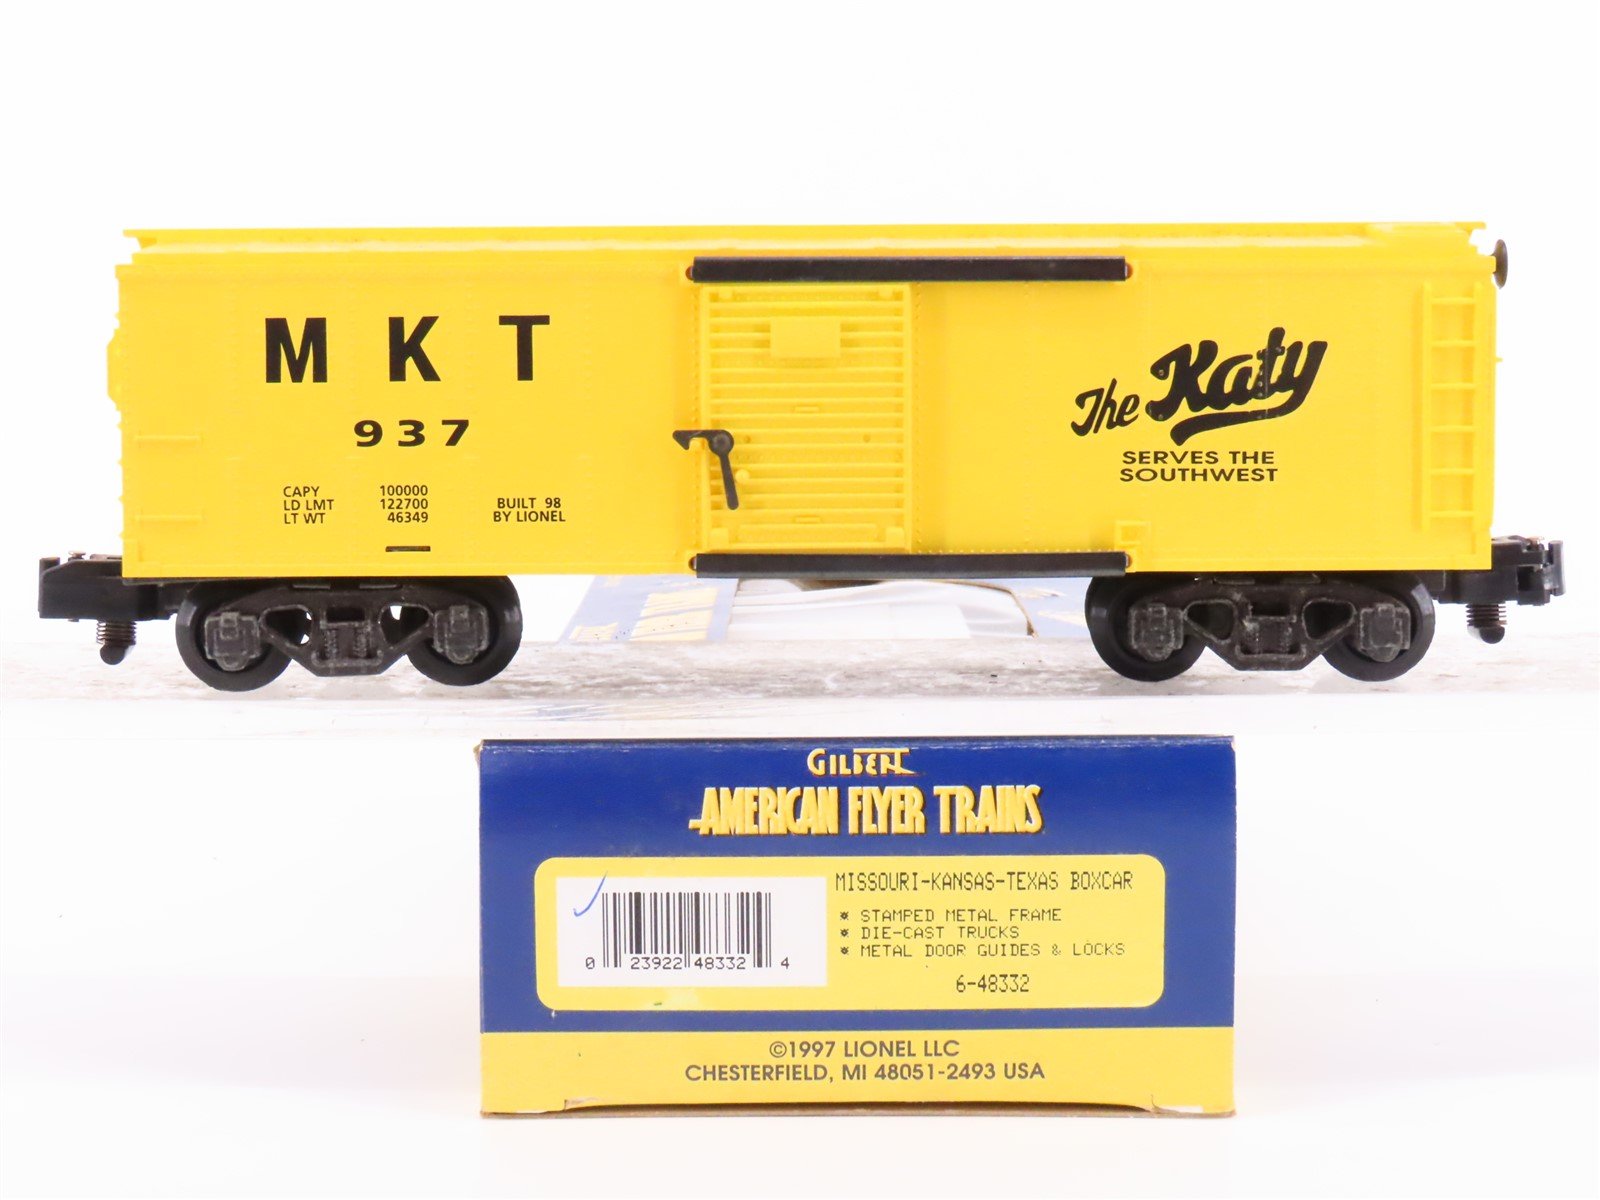 MKT
937
CAPY 100000
LD LMT 122700
LT WT 46349
BUILT 98
BY LIONEL
The Katy
SERVES THE
SOUTHWEST
GILBERT
AMERICAN FLYER TRAINS
MISSOURI-KANSAS-TEXAS BOXCAR
* STAMPED METAL FRAME
* DIE-CAST TRUCKS
* METAL DOOR GUIDES & LOCKS
6-48332
0 23922 48332 4
©1997 LIONEL LLC
CHESTERFIELD, MI 48051-2493 USA